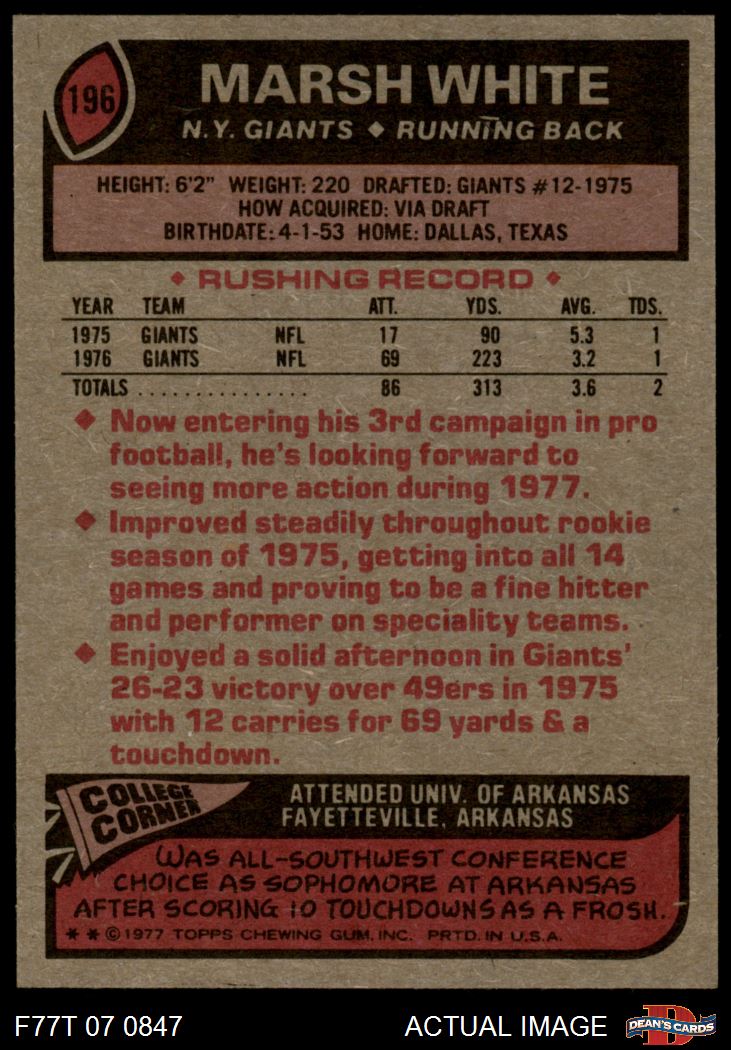 196
MARSH WHITE
N.Y. GIANTS ◆ RUNNING BACK
HEIGHT: 6'2" WEIGHT: 220 DRAFTED: GIANTS #12-1975
HOW ACQUIRED: VIA DRAFT
BIRTHDATE: 4-1-53 HOME: DALLAS, TEXAS
◆ RUSHING RECORD ◆
YEAR TEAM ATT. YDS. AVG. TDS.
1975 GIANTS NFL 17 90 5.3 1
1976 GIANTS NFL 69 223 3.2 1
TOTALS ................ 86 313 3.6 2
◆ Now entering his 3rd campaign in pro
football, he's looking forward to
seeing more action during 1977.
◆ Improved steadily throughout rookie
season of 1975, getting into all 14
games and proving to be a fine hitter
and performer on speciality teams.
◆ Enjoyed a solid afternoon in Giants'
26-23 victory over 49ers in 1975
with 12 carries for 69 yards & a
touchdown.
COLLEGE
CORNER
ATTENDED UNIV. OF ARKANSAS
FAYETTEVILLE, ARKANSAS
WAS ALL-SOUTHWEST CONFERENCE
CHOICE AS SOPHOMORE AT ARKANSAS
AFTER SCORING 10 TOUCHDOWNS AS A FROSH.
* * © 1977 TOPPS CHEWING GUM, INC. PRTD. IN U.S.A.
F77T 07 0847 ACTUAL IMAGE D DEAN'S CARDS